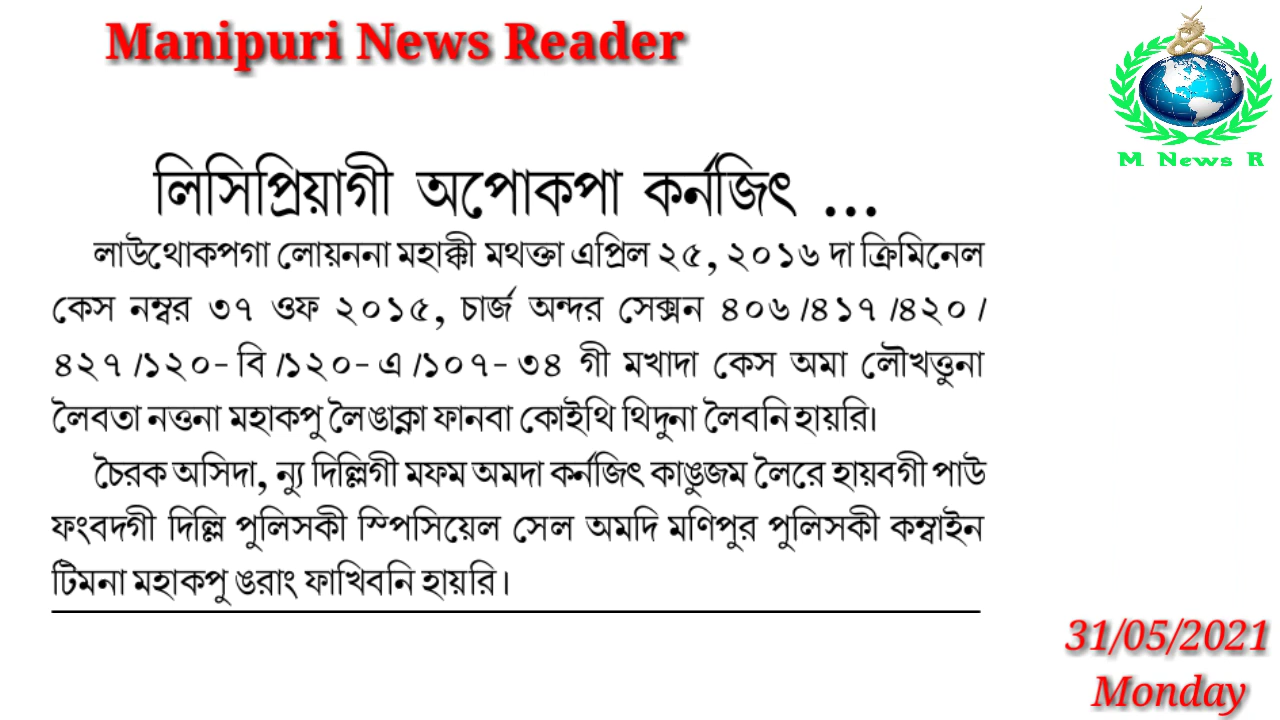 Manipuri News Reader
M News R
লিসিপ্রিয়াগী অপোকপা কর্নজিৎ ...
লাউথোকপগা লোয়ননা মহাক্কী মথক্তা এপ্রিল ২৫, ২০১৬ দা ক্রিমিনেল
কেস নম্বর ৩৭ ওফ ২০১৫, চার্জ অন্দর সেক্সন ৪০৬/৪১৭/৪২০/
৪২৭/১২০-বি/১২০-এ/১০৭-৩৪ গী মখাদা কেস অমা লৌখত্তুনা
লৈবতা নত্তনা মহাকপু লৈঙাক্না ফানবা কোইথি থিদুনা লৈবনি হায়রি।
চৈরক অসিদা, ন্যু দিল্লিগী মফম অমদা কর্নজিৎ কাঙুজম লৈরে হায়বগী পাউ
ফংবদগী দিল্লি পুলিসকী স্পিসিয়েল সেল অমদি মণিপুর পুলিসকী কম্বাইন
টিমনা মহাকপু ঙরাং ফাখিবনি হায়রি।
31/05/2021
Monday